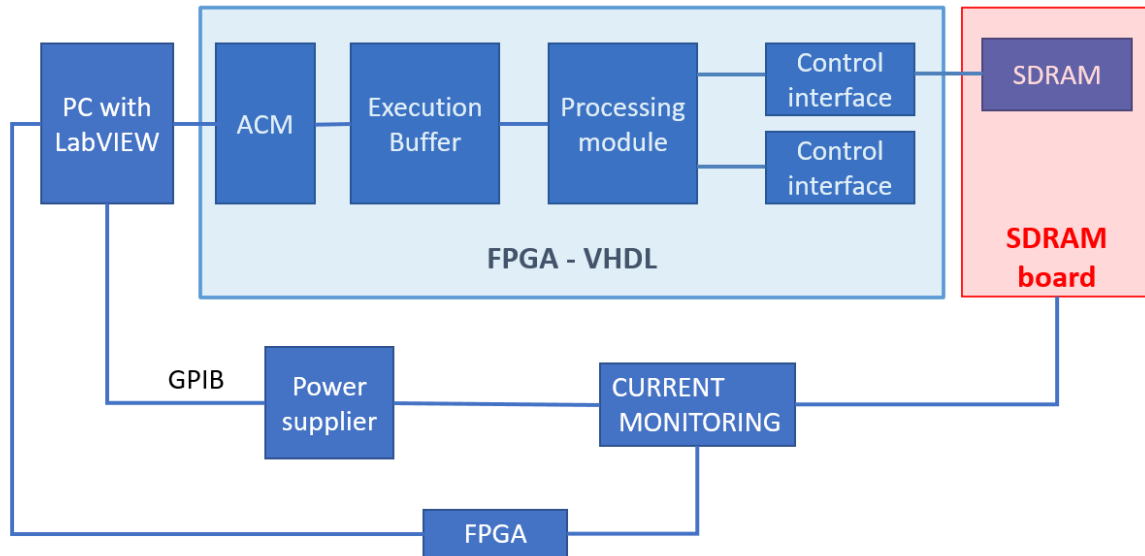 PC with
LabVIEW
ACM
Execution
Buffer
Processing
module
Control
interface
Control
interface
SDRAM
FPGA - VHDL
SDRAM
board
GPIB
Power
supplier
CURRENT
MONITORING
FPGA